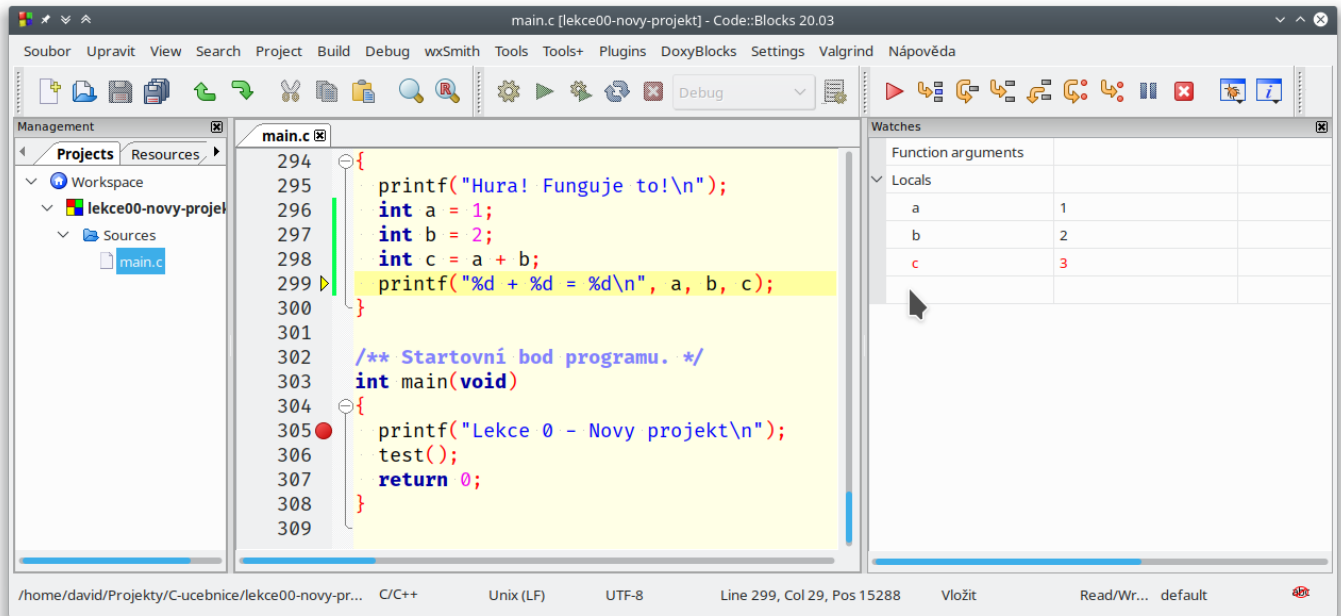 main.c [lekce00-novy-projekt] - Code::Blocks 20.03
Soubor Upravit View Search Project Build Debug wxSmith Tools Tools+ Plugins DoxyBlocks Settings Valgrind Nápověda
Debug
Management
Projects Resources
Workspace
lekce00-novy-projek
Sources
main.c
main.c
294 {
295 printf("Hura! Funguje to!\n");
296 int a = 1;
297 int b = 2;
298 int c = a + b;
299 printf("%d + %d = %d\n", a, b, c);
300 }
301
302 /** Startovní bod programu. */
303 int main(void)
304 {
305 printf("Lekce 0 - Novy projekt\n");
306 test();
307 return 0;
308 }
309
Watches
Function arguments
Locals
a 1
b 2
c 3
/home/david/Projekty/C-ucebnice/lekce00-novy-pr... C/C++ Unix (LF) UTF-8 Line 299, Col 29, Pos 15288 Vložit Read/Wr... default